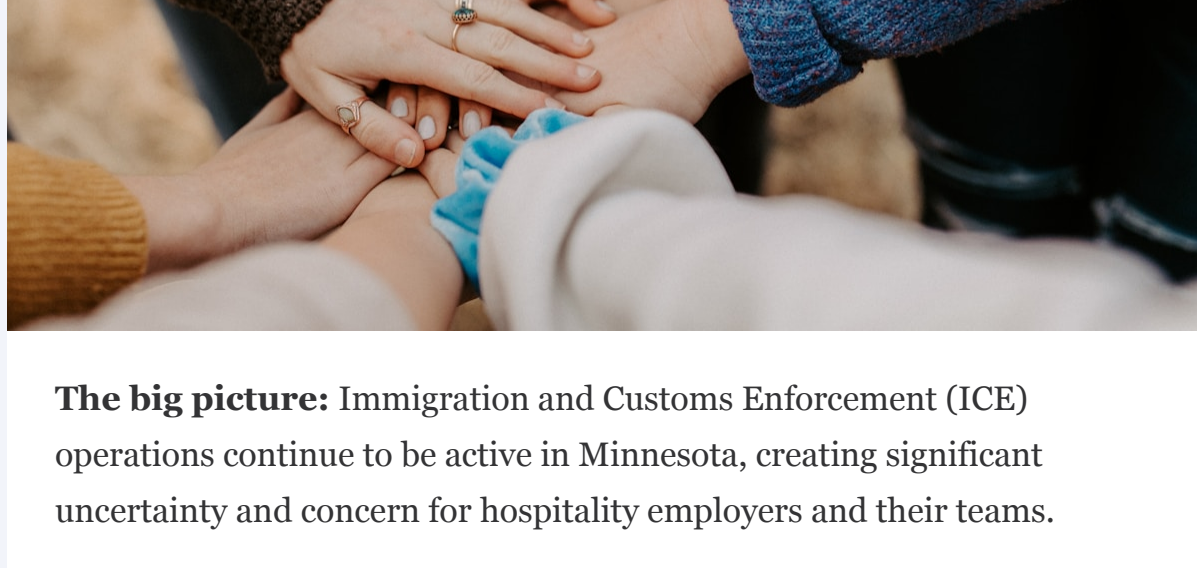 The big picture: Immigration and Customs Enforcement (ICE)
operations continue to be active in Minnesota, creating significant
uncertainty and concern for hospitality employers and their teams.